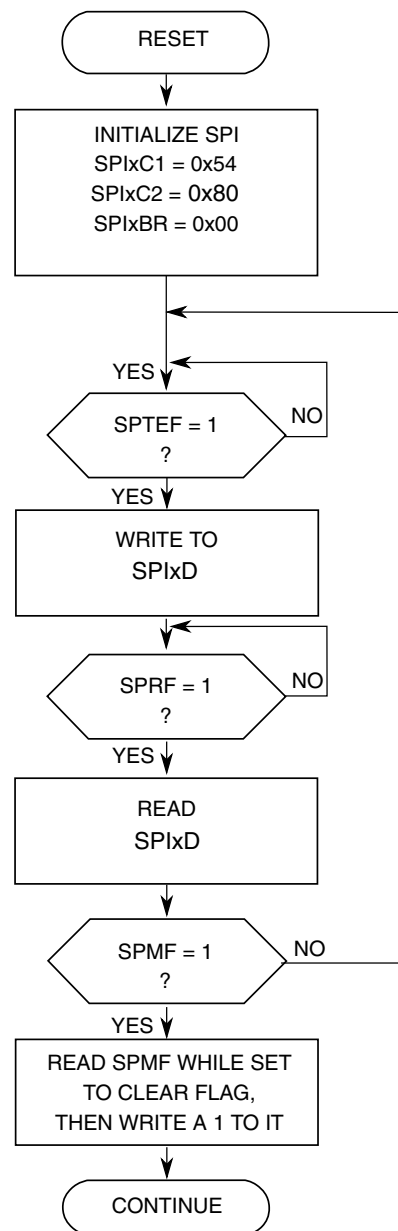 RESET
INITIALIZE SPI
SPIxC1 = 0x54
SPIxC2 = 0x80
SPIxBR = 0x00
YES
SPTEF = 1
?
NO
YES
WRITE TO
SPIxD
SPRF = 1
?
NO
YES
READ
SPIxD
SPMF = 1
?
NO
YES
READ SPMF WHILE SET
TO CLEAR FLAG,
THEN WRITE A 1 TO IT
CONTINUE